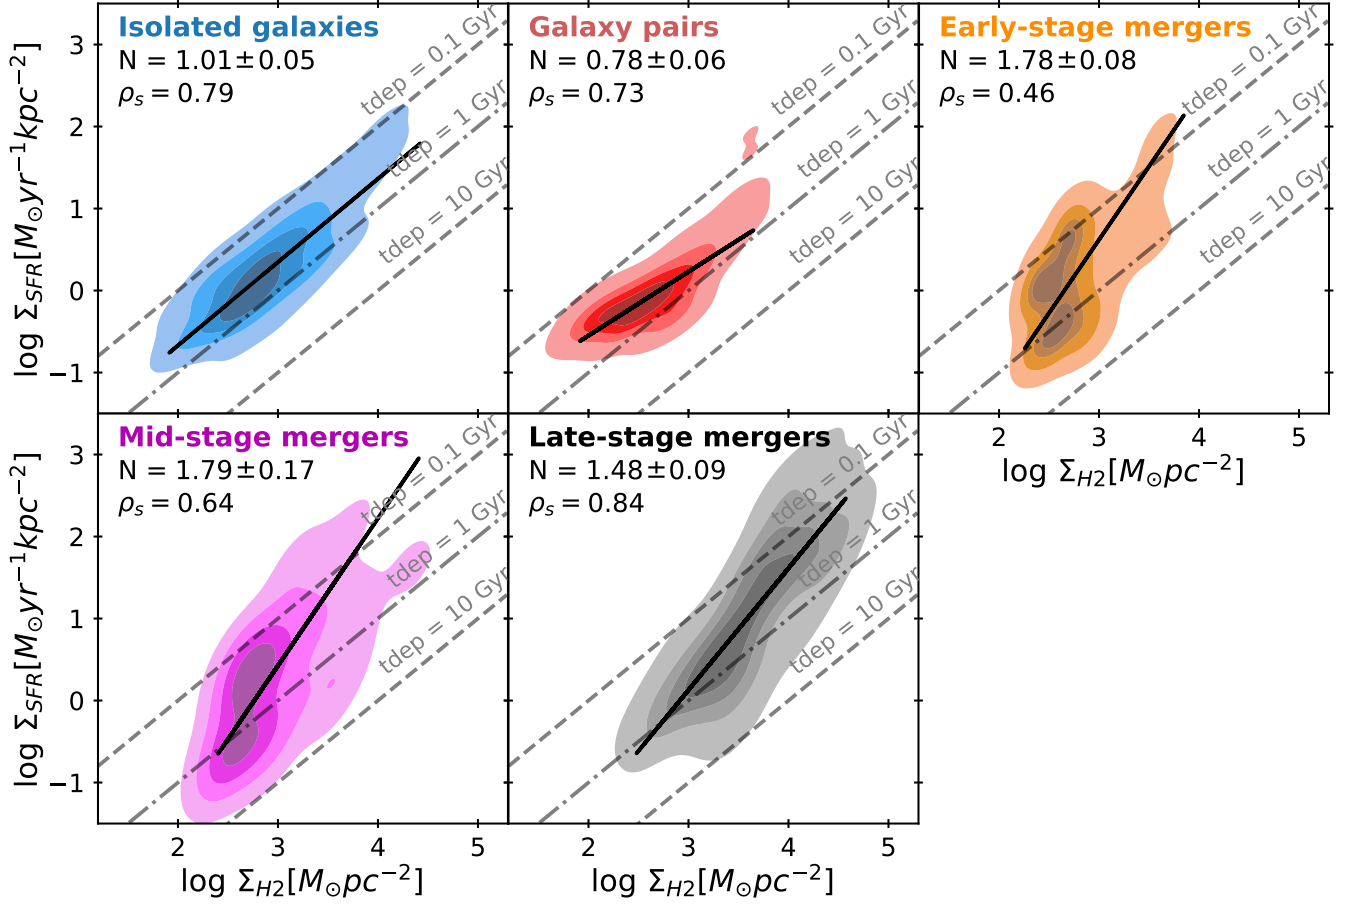 Isolated galaxies
N = 1.01±0.05
ρs = 0.79
tdep = 0.1 Gyr
tdep = 1 Gyr
tdep = 10 Gyr
Galaxy pairs
N = 0.78±0.06
ρs = 0.73
tdep = 0.1 Gyr
tdep = 1 Gyr
tdep = 10 Gyr
Early-stage mergers
N = 1.78±0.08
ρs = 0.46
tdep = 0.1 Gyr
tdep = 1 Gyr
tdep = 10 Gyr
log ΣSFR[M⊙yr−1kpc−2]
3
2
1
0
−1
2 3 4 5
log ΣH2[M⊙pc−2]
Mid-stage mergers
N = 1.79±0.17
ρs = 0.64
tdep = 0.1 Gyr
tdep = 1 Gyr
tdep = 10 Gyr
Late-stage mergers
N = 1.48±0.09
ρs = 0.84
tdep = 0.1 Gyr
tdep = 1 Gyr
tdep = 10 Gyr
log ΣSFR[M⊙yr−1kpc−2]
3
2
1
0
−1
2 3 4 5
2 3 4 5
log ΣH2[M⊙pc−2]
log ΣH2[M⊙pc−2]